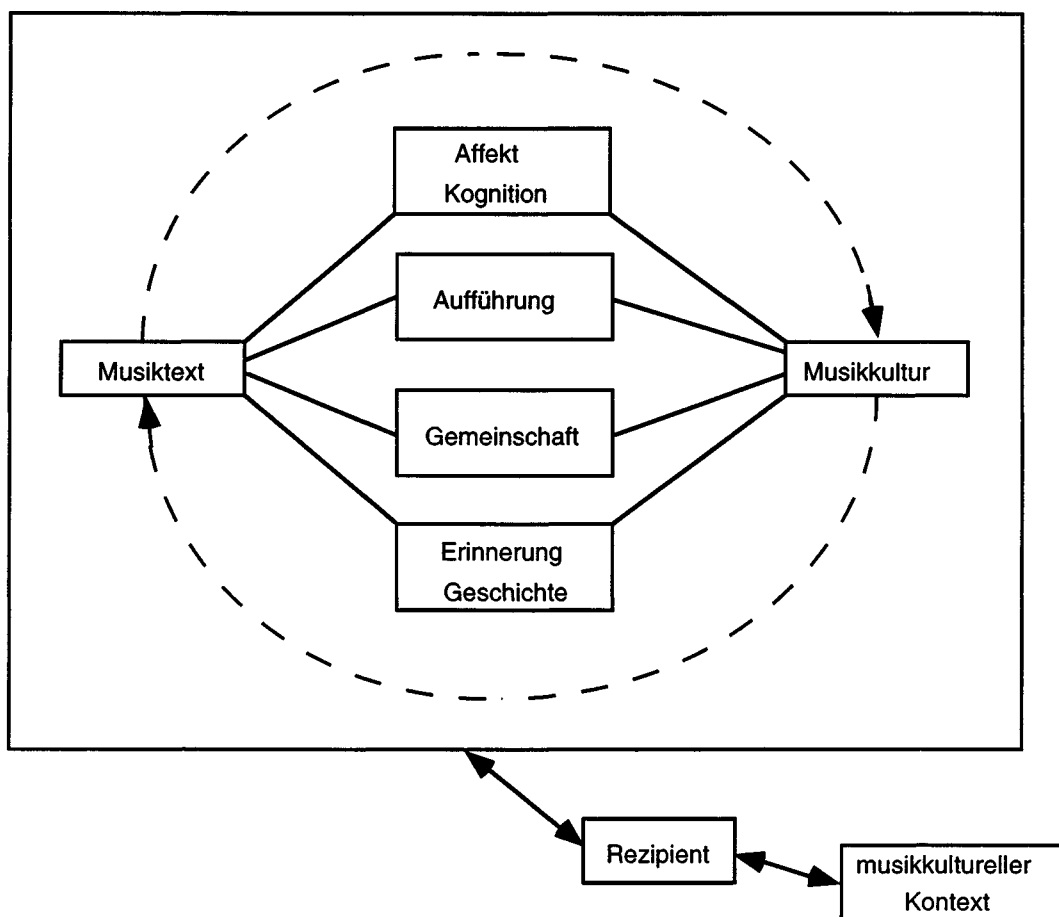 Affekt
Kognition
Aufführung
Musiktext
Musikkultur
Gemeinschaft
Erinnerung
Geschichte
Rezipient
musikkultureller
Kontext